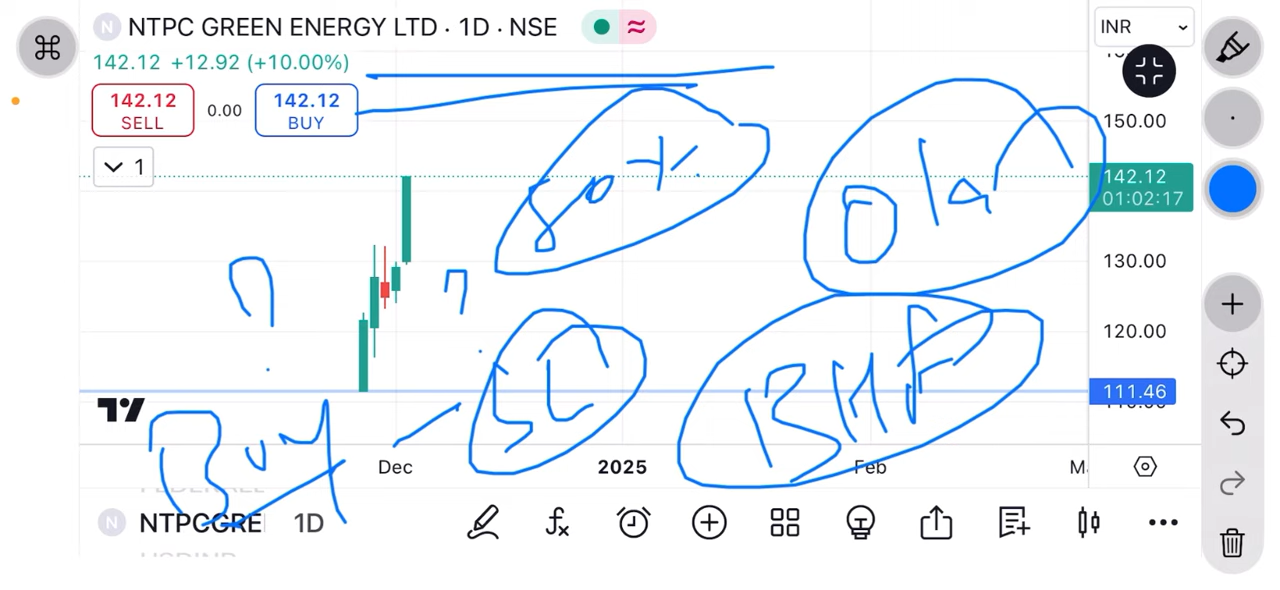 N NTPC GREEN ENERGY LTD · 1D · NSE
INR
142.12 +12.92 (+10.00%)
142.12 SELL 0.00 142.12 BUY
1
150.00
142.12
01:02:17
130.00
120.00
111.46
80%
Ola
Buy
SL
BHF
Dec 2025 Feb
N NTPCGRE 1D